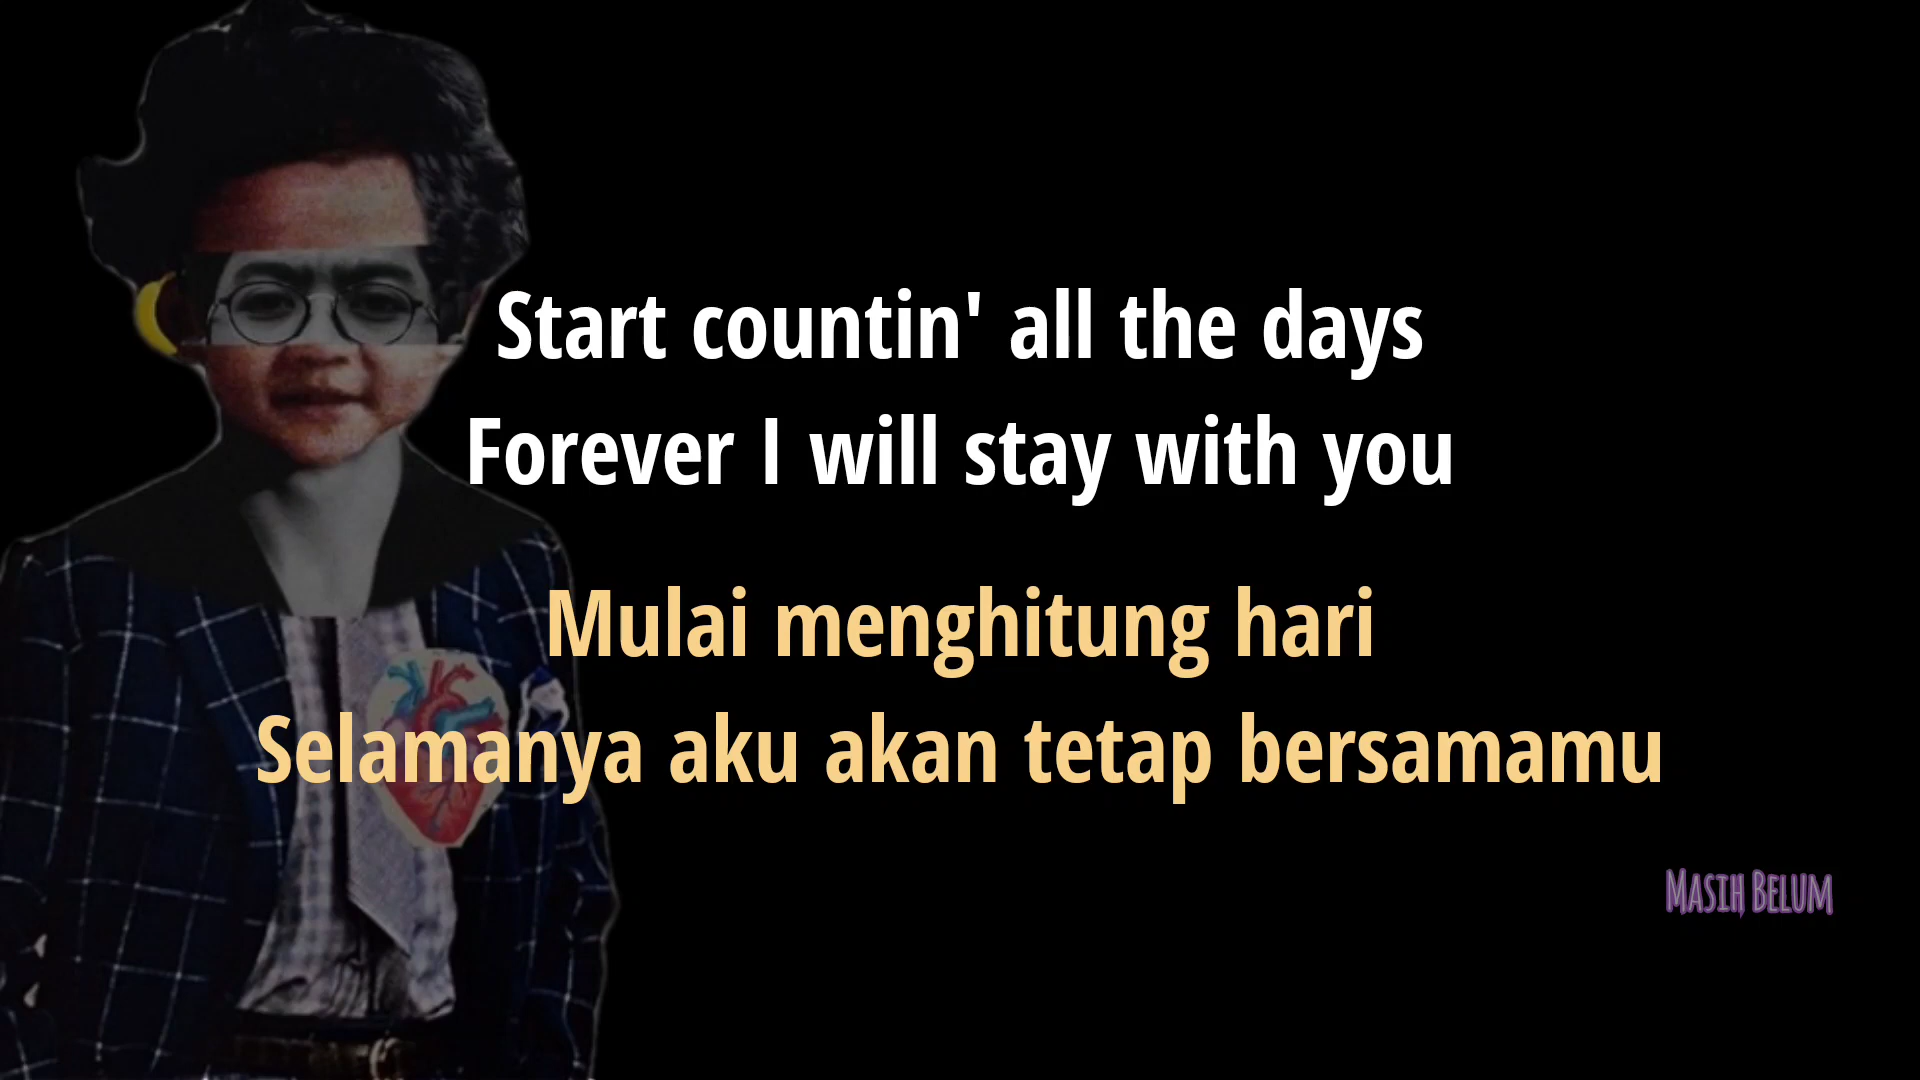 Start countin' all the days
Forever I will stay with you
Mulai menghitung hari
Selamanya aku akan tetap bersamamu
Masih Belum